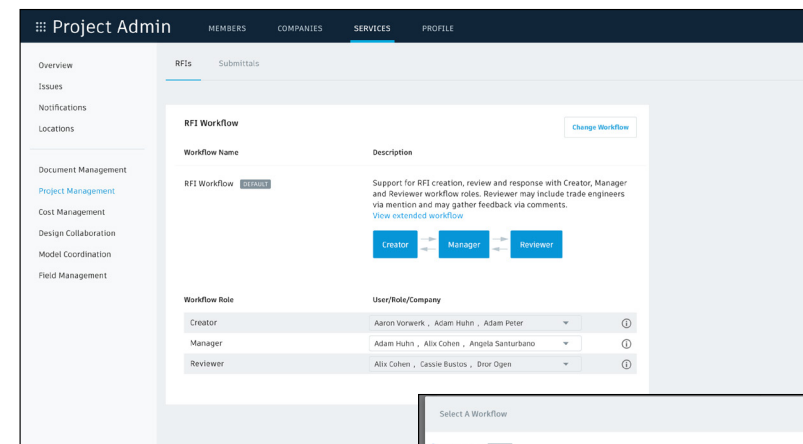 Project Admin MEMBERS COMPANIES SERVICES PROFILE
Overview
Issues
Notifications
Locations
Document Management
Project Management
Cost Management
Design Collaboration
Model Coordination
Field Management
RFIs Submittals
RFI Workflow Change Workflow
Workflow Name Description
RFI Workflow DEFAULT
Support for RFI creation, review and response with Creator, Manager
and Reviewer workflow roles. Reviewer may include trade engineers
via mention and may gather feedback via comments.
View extended workflow
Creator Manager Reviewer
Workflow Role User/Role/Company
Creator Aaron Vorwerk , Adam Huhn , Adam Peter
Manager Adam Huhn , Alix Cohen , Angela Santurbano
Reviewer Alix Cohen , Cassie Bustos , Dror Ogen
Select A Workflow